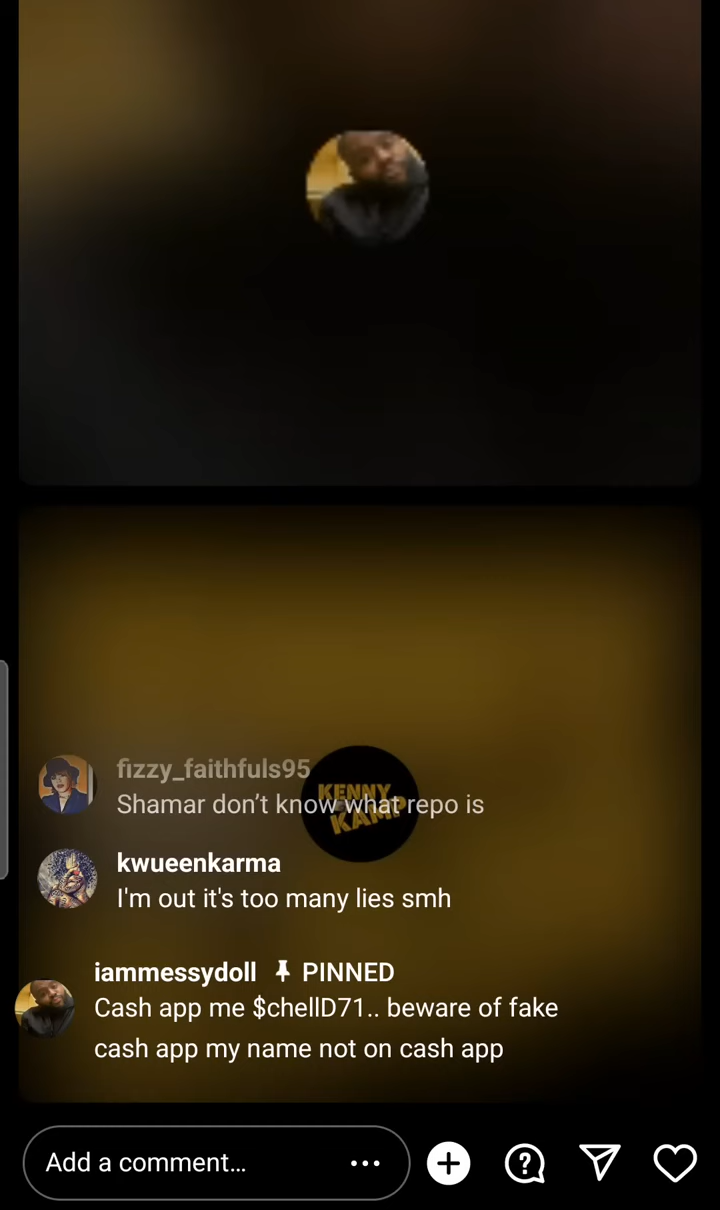 fizzy_faithfuls95
KENNY
KAMP
Shamar don’t know what repo is
kwueenkarma
I'm out it's too many lies smh
iammessydoll PINNED
Cash app me $chellD71.. beware of fake
cash app my name not on cash app
Add a comment...